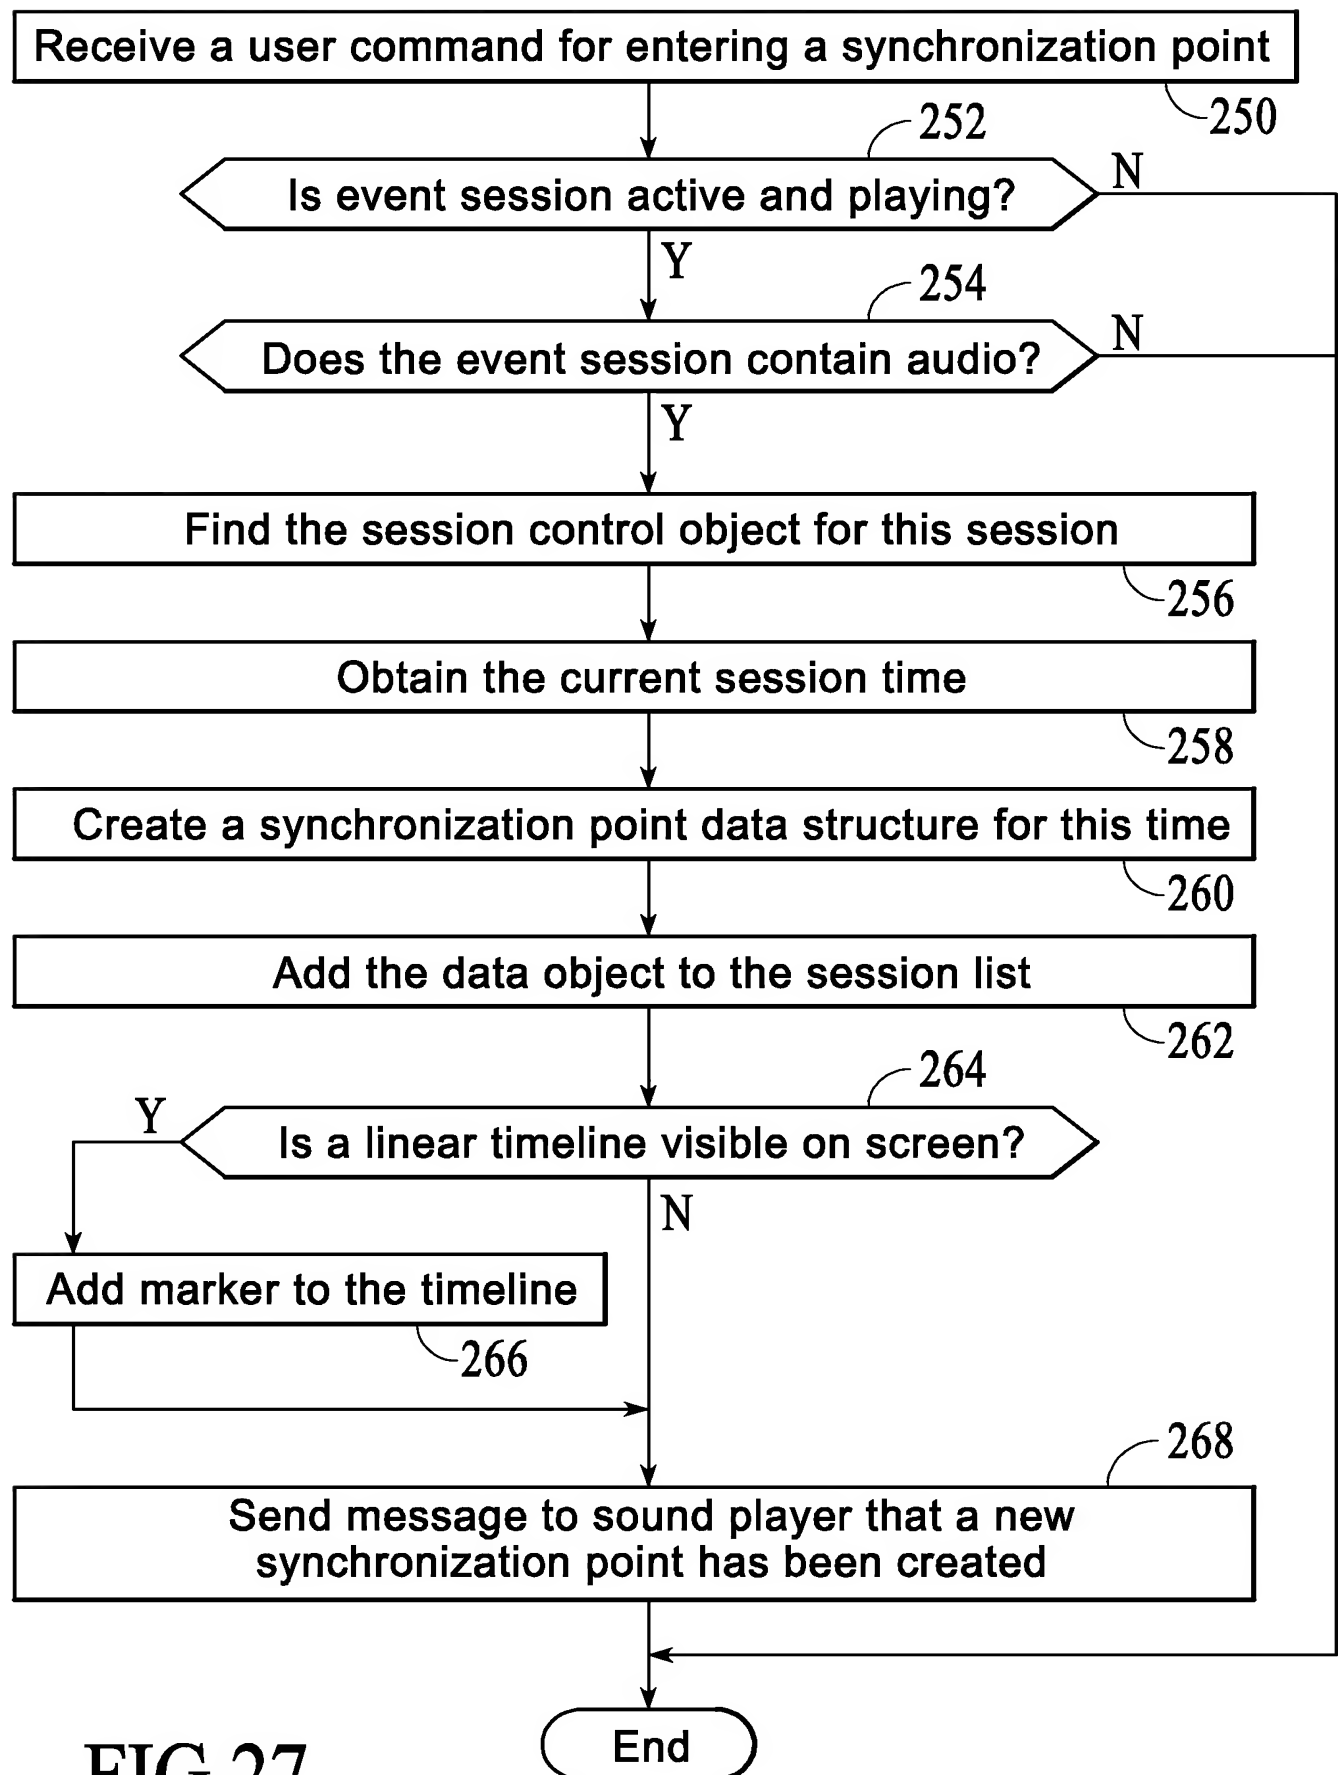 Receive a user command for entering a synchronization point
250
252
Is event session active and playing?
N
Y
254
Does the event session contain audio?
N
Y
Find the session control object for this session
256
Obtain the current session time
258
Create a synchronization point data structure for this time
260
Add the data object to the session list
262
264
Y
Is a linear timeline visible on screen?
N
Add marker to the timeline
266
268
Send message to sound player that a new
synchronization point has been created
End
FIG 27